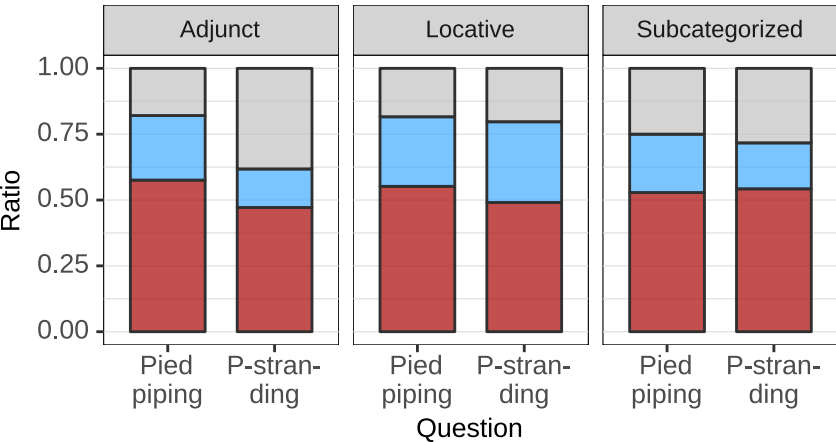 Adjunct Locative Subcategorized
1.00
0.75
0.50
0.25
0.00
Ratio
Pied piping
P-stran-ding
Pied piping
P-stran-ding
Pied piping
P-stran-ding
Question